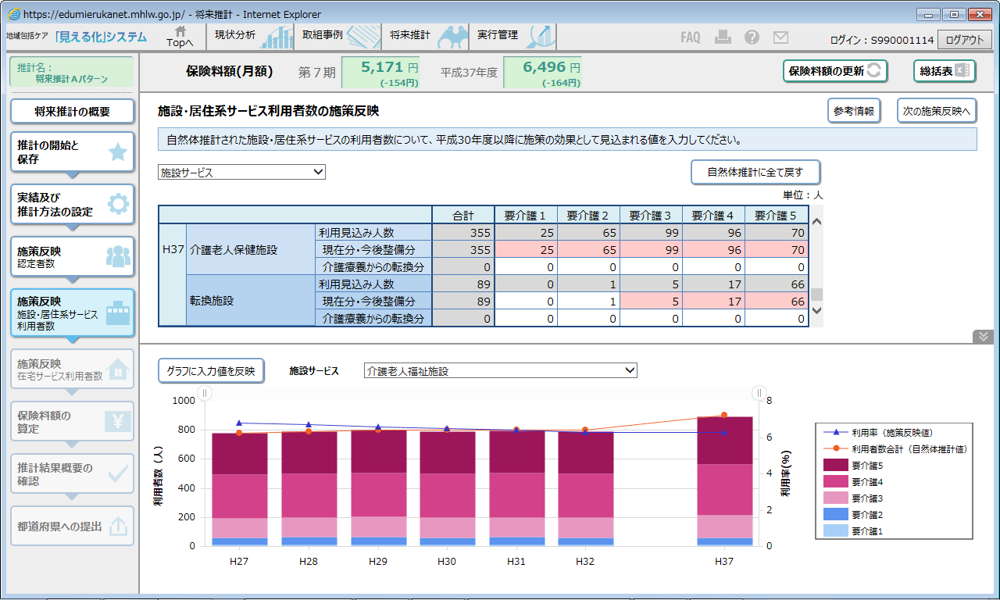 https://edumierukanet.mhlw.go.jp/ - 将来推計 - Internet Explorer
地域包括ケア「見える化」システム
Topへ
現状分析
取組事例
将来推計
実行管理
FAQ
ログイン：S990001114
ログアウト
推計名：
将来推計Aパターン
保険料額(月額)
第７期
5,171 円
(-154円)
平成37年度
6,496 円
(-164円)
保険料額の更新
総括表
将来推計の概要
推計の開始と
保存
実績及び
推計方法の設定
施策反映
認定者数
施策反映
施設・居住系サービス
利用者数
施策反映
在宅サービス利用者数
保険料額の
算定
¥
推計結果概要の
確認
都道府県への提出
施設・居住系サービス利用者数の施策反映
参考情報
次の施策反映へ
自然体推計された施設・居住系サービスの利用者数について、平成30年度以降に施策の効果として見込まれる値を入力してください。
施設サービス
自然体推計に全て戻す
単位：人
合計 要介護１ 要介護２ 要介護３ 要介護４ 要介護５
H37 介護老人保健施設 利用見込み人数 355 25 65 99 96 70
現在分・今後整備分 355 25 65 99 96 70
介護療養からの転換分 0 0 0 0 0 0
転換施設 利用見込み人数 89 0 1 5 17 66
現在分・今後整備分 89 0 1 5 17 66
介護療養からの転換分 0 0 0 0 0 0
グラフに入力値を反映
施設サービス
介護老人福祉施設
1000
800
600
400
200
0
利用者数（人）
8
6
4
2
0
利用率(%)
H27 H28 H29 H30 H31 H32 H37
利用率（施策反映値）
利用者数合計（自然体推計値）
要介護5
要介護4
要介護3
要介護2
要介護1